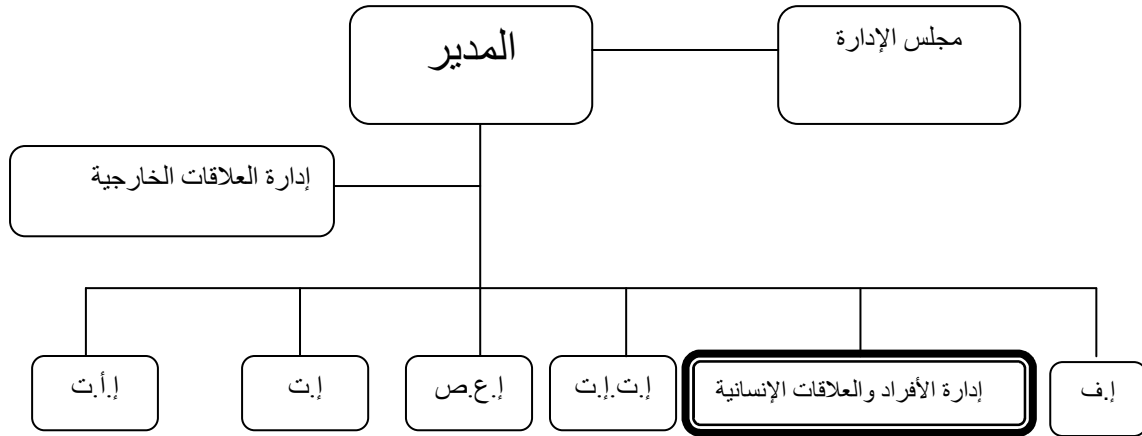 مجلس الإدارة
المدير
إدارة العلاقات الخارجية
إ.ف
إدارة الأفراد والعلاقات الإنسانية
إ.ت.إ.ت
إ.ع.ص
إ.ت
إ.أ.ت